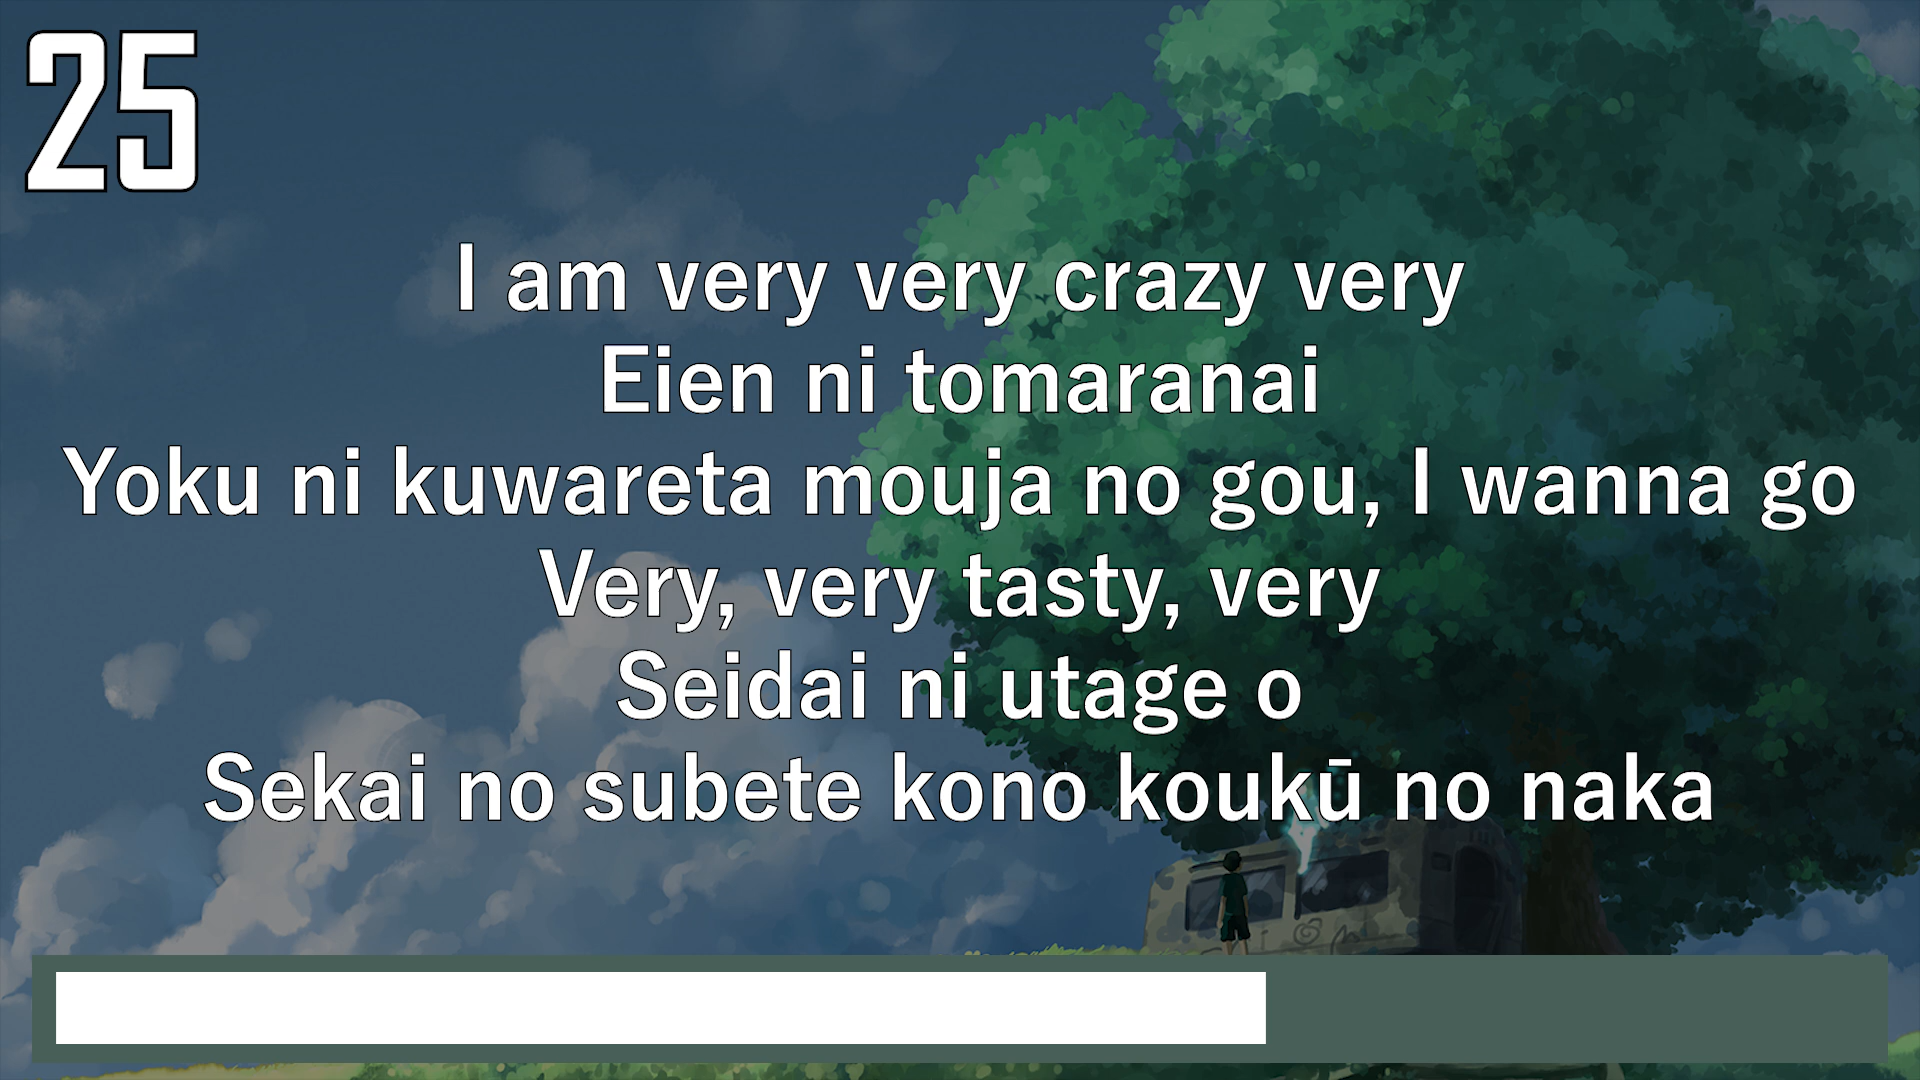 25
I am very very crazy very
Eien ni tomaranai
Yoku ni kuwareta mouja no gou, I wanna go
Very, very tasty, very
Seidai ni utage o
Sekai no subete kono koukū no naka